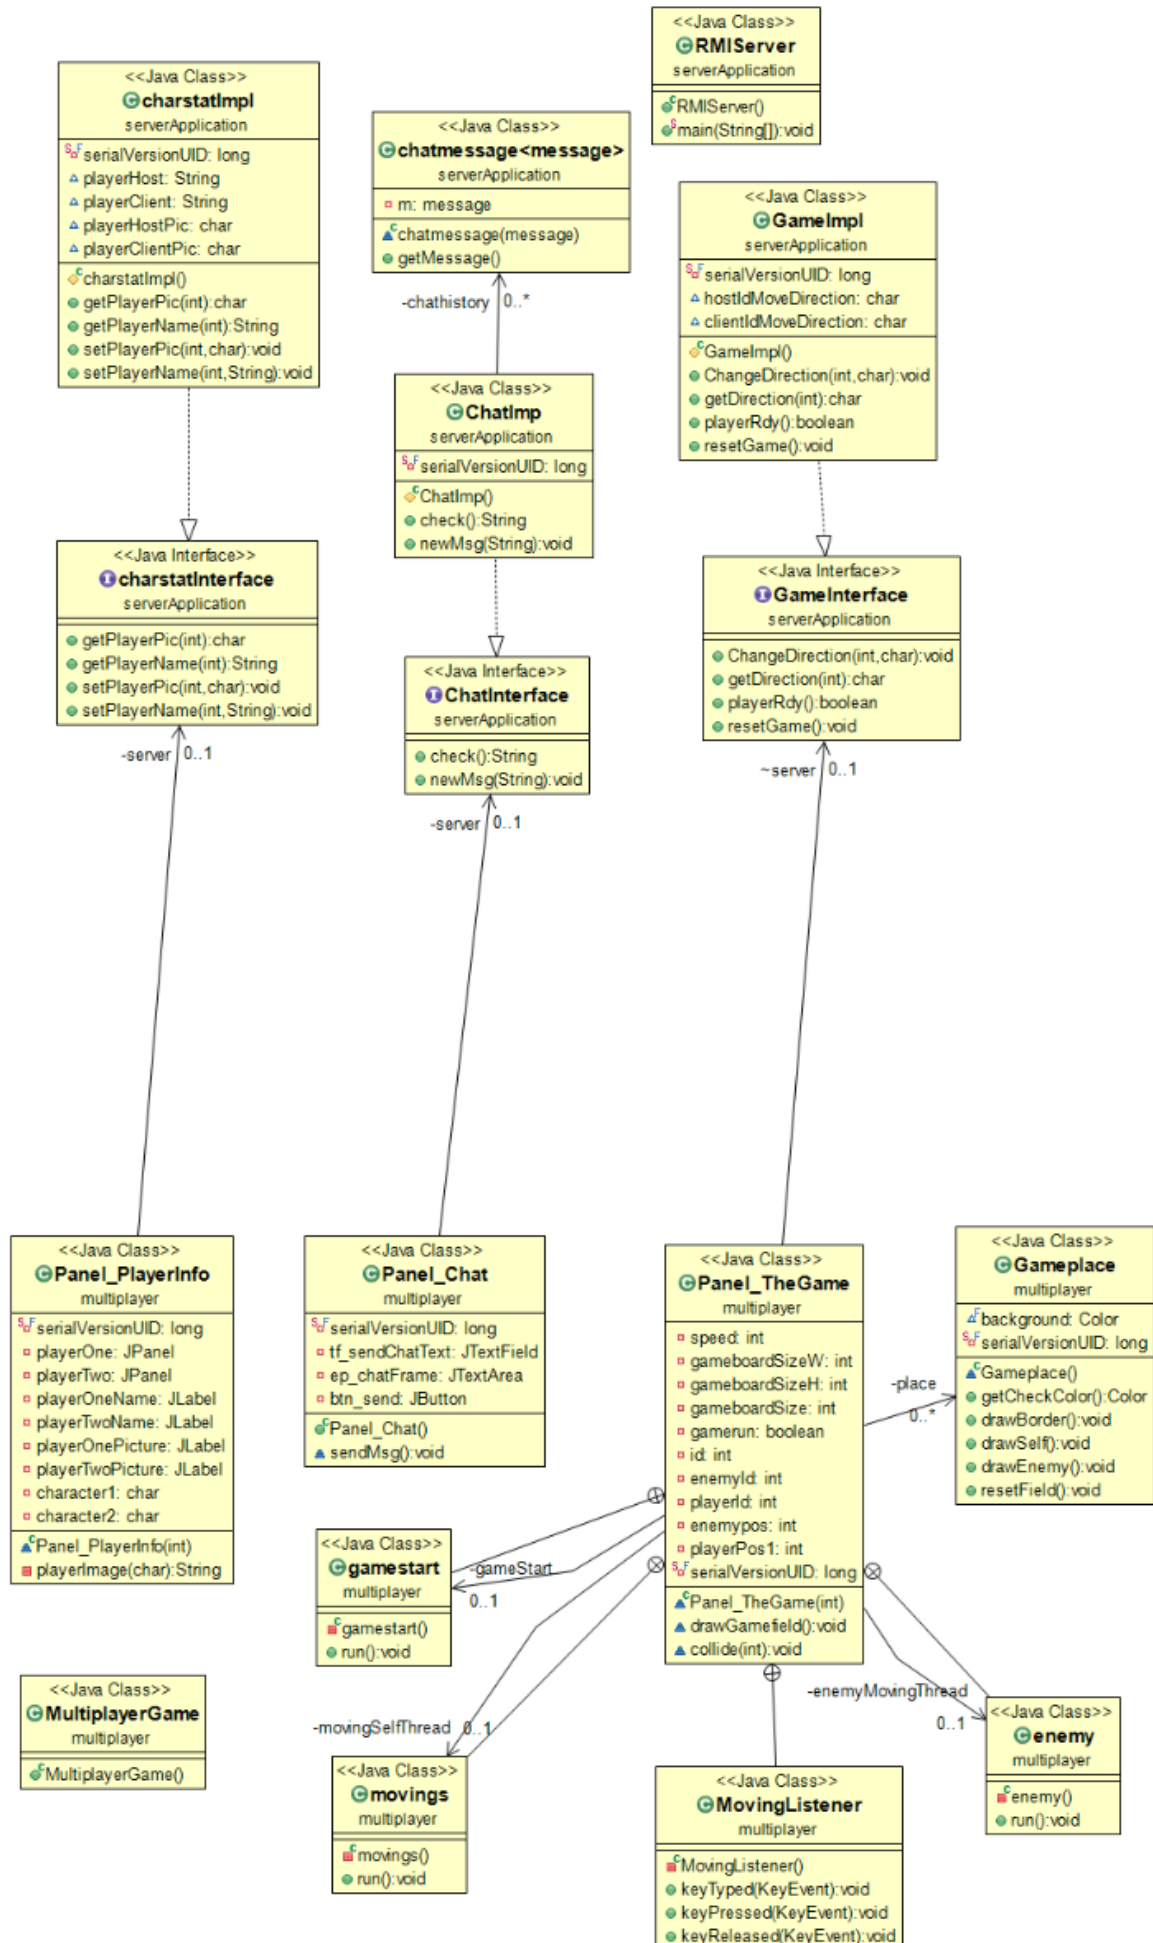 <<Java Class>>
RMIServer
serverApplication
RMIServer()
main(String[]):void
<<Java Class>>
charstatImpl
serverApplication
serialVersionUID: long
playerHost: String
playerClient: String
playerHostPic: char
playerClientPic: char
charstatImpl()
getPlayerPic(int):char
getPlayerName(int):String
setPlayerPic(int,char):void
setPlayerName(int,String):void
<<Java Class>>
chatmessage<message>
serverApplication
m: message
chatmessage(message)
getMessage()
-chathistory 0..*
<<Java Class>>
GameImpl
serverApplication
serialVersionUID: long
hostIdMoveDirection: char
clientIdMoveDirection: char
GameImpl()
ChangeDirection(int,char):void
getDirection(int):char
playerRdy():boolean
resetGame():void
<<Java Class>>
ChatImp
serverApplication
serialVersionUID: long
ChatImp()
check():String
newMsg(String):void
<<Java Interface>>
charstatInterface
serverApplication
getPlayerPic(int):char
getPlayerName(int):String
setPlayerPic(int,char):void
setPlayerName(int,String):void
-server 0..1
<<Java Interface>>
ChatInterface
serverApplication
check():String
newMsg(String):void
-server 0..1
<<Java Interface>>
GameInterface
serverApplication
ChangeDirection(int,char):void
getDirection(int):char
playerRdy():boolean
resetGame():void
~server 0..1
<<Java Class>>
Panel_PlayerInfo
multiplayer
serialVersionUID: long
playerOne: JPanel
playerTwo: JPanel
playerOneName: JLabel
playerTwoName: JLabel
playerOnePicture: JLabel
playerTwoPicture: JLabel
character1: char
character2: char
Panel_PlayerInfo(int)
playerImage(char):String
<<Java Class>>
Panel_Chat
multiplayer
serialVersionUID: long
tf_sendChatText: JTextField
ep_chatFrame: JTextArea
btn_send: JButton
Panel_Chat()
sendMsg():void
<<Java Class>>
Panel_TheGame
multiplayer
speed: int
gameboardSizeW: int
gameboardSizeH: int
gameboardSize: int
gamerun: boolean
id: int
enemyId: int
playerId: int
enemypos: int
playerPos1: int
serialVersionUID: long
Panel_TheGame(int)
drawGamefield():void
collide(int):void
-place
0..*
<<Java Class>>
Gameplace
multiplayer
background: Color
serialVersionUID: long
Gameplace()
getCheckColor():Color
drawBorder():void
drawSelf():void
drawEnemy():void
resetField():void
<<Java Class>>
gamestart
multiplayer
gamestart()
run():void
-gameStart
0..1
<<Java Class>>
MultiplayerGame
multiplayer
MultiplayerGame()
-movingSelfThread 0..1
<<Java Class>>
movings
multiplayer
movings()
run():void
<<Java Class>>
MovingListener
multiplayer
MovingListener()
keyTyped(KeyEvent):void
keyPressed(KeyEvent):void
keyReleased(KeyEvent):void
-enemyMovingThread
0..1
<<Java Class>>
enemy
multiplayer
enemy()
run():void